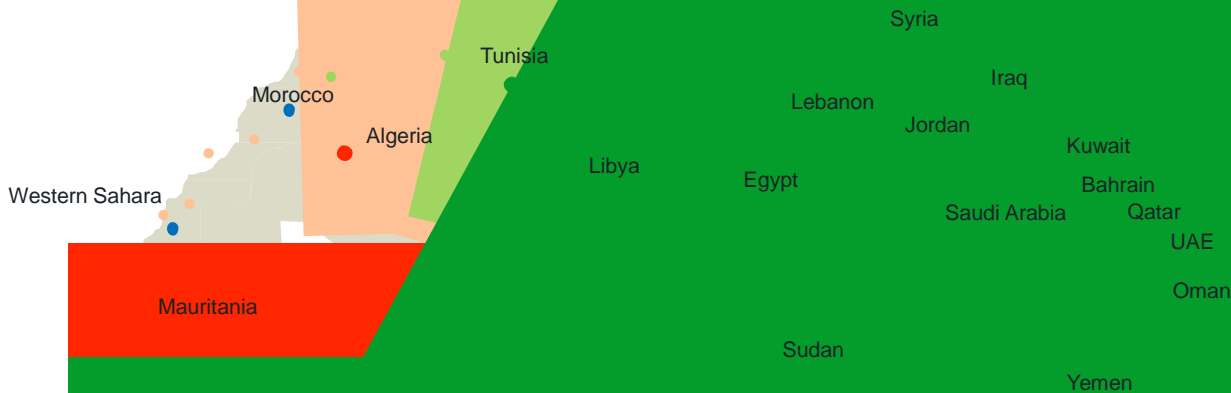 Syria
Tunisia
Iraq
Morocco
Lebanon
Jordan
Algeria
Kuwait
Libya
Egypt
Bahrain
Western Sahara
Saudi Arabia
Qatar
UAE
Oman
Mauritania
Sudan
Yemen